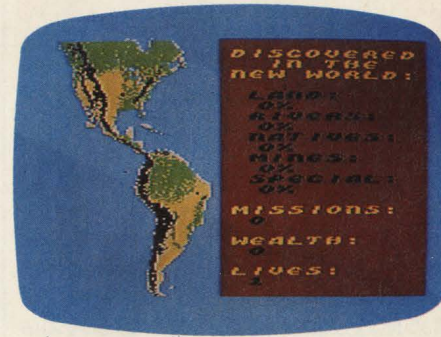 DISCOVERED
IN THE
NEW WORLD:
LAND:
0%
RIVERS:
0%
NATIVES:
0%
MINES:
0%
SPECIAL:
0%
MISSIONS:
0
WEALTH:
0
LIVES:
1